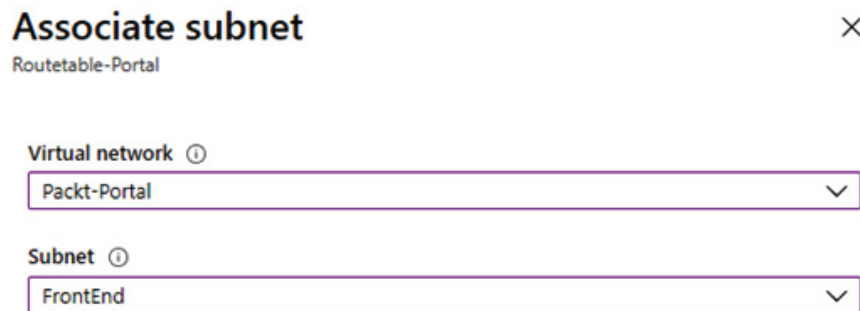 Associate subnet
Routetable-Portal
Virtual network
Packt-Portal
Subnet
FrontEnd